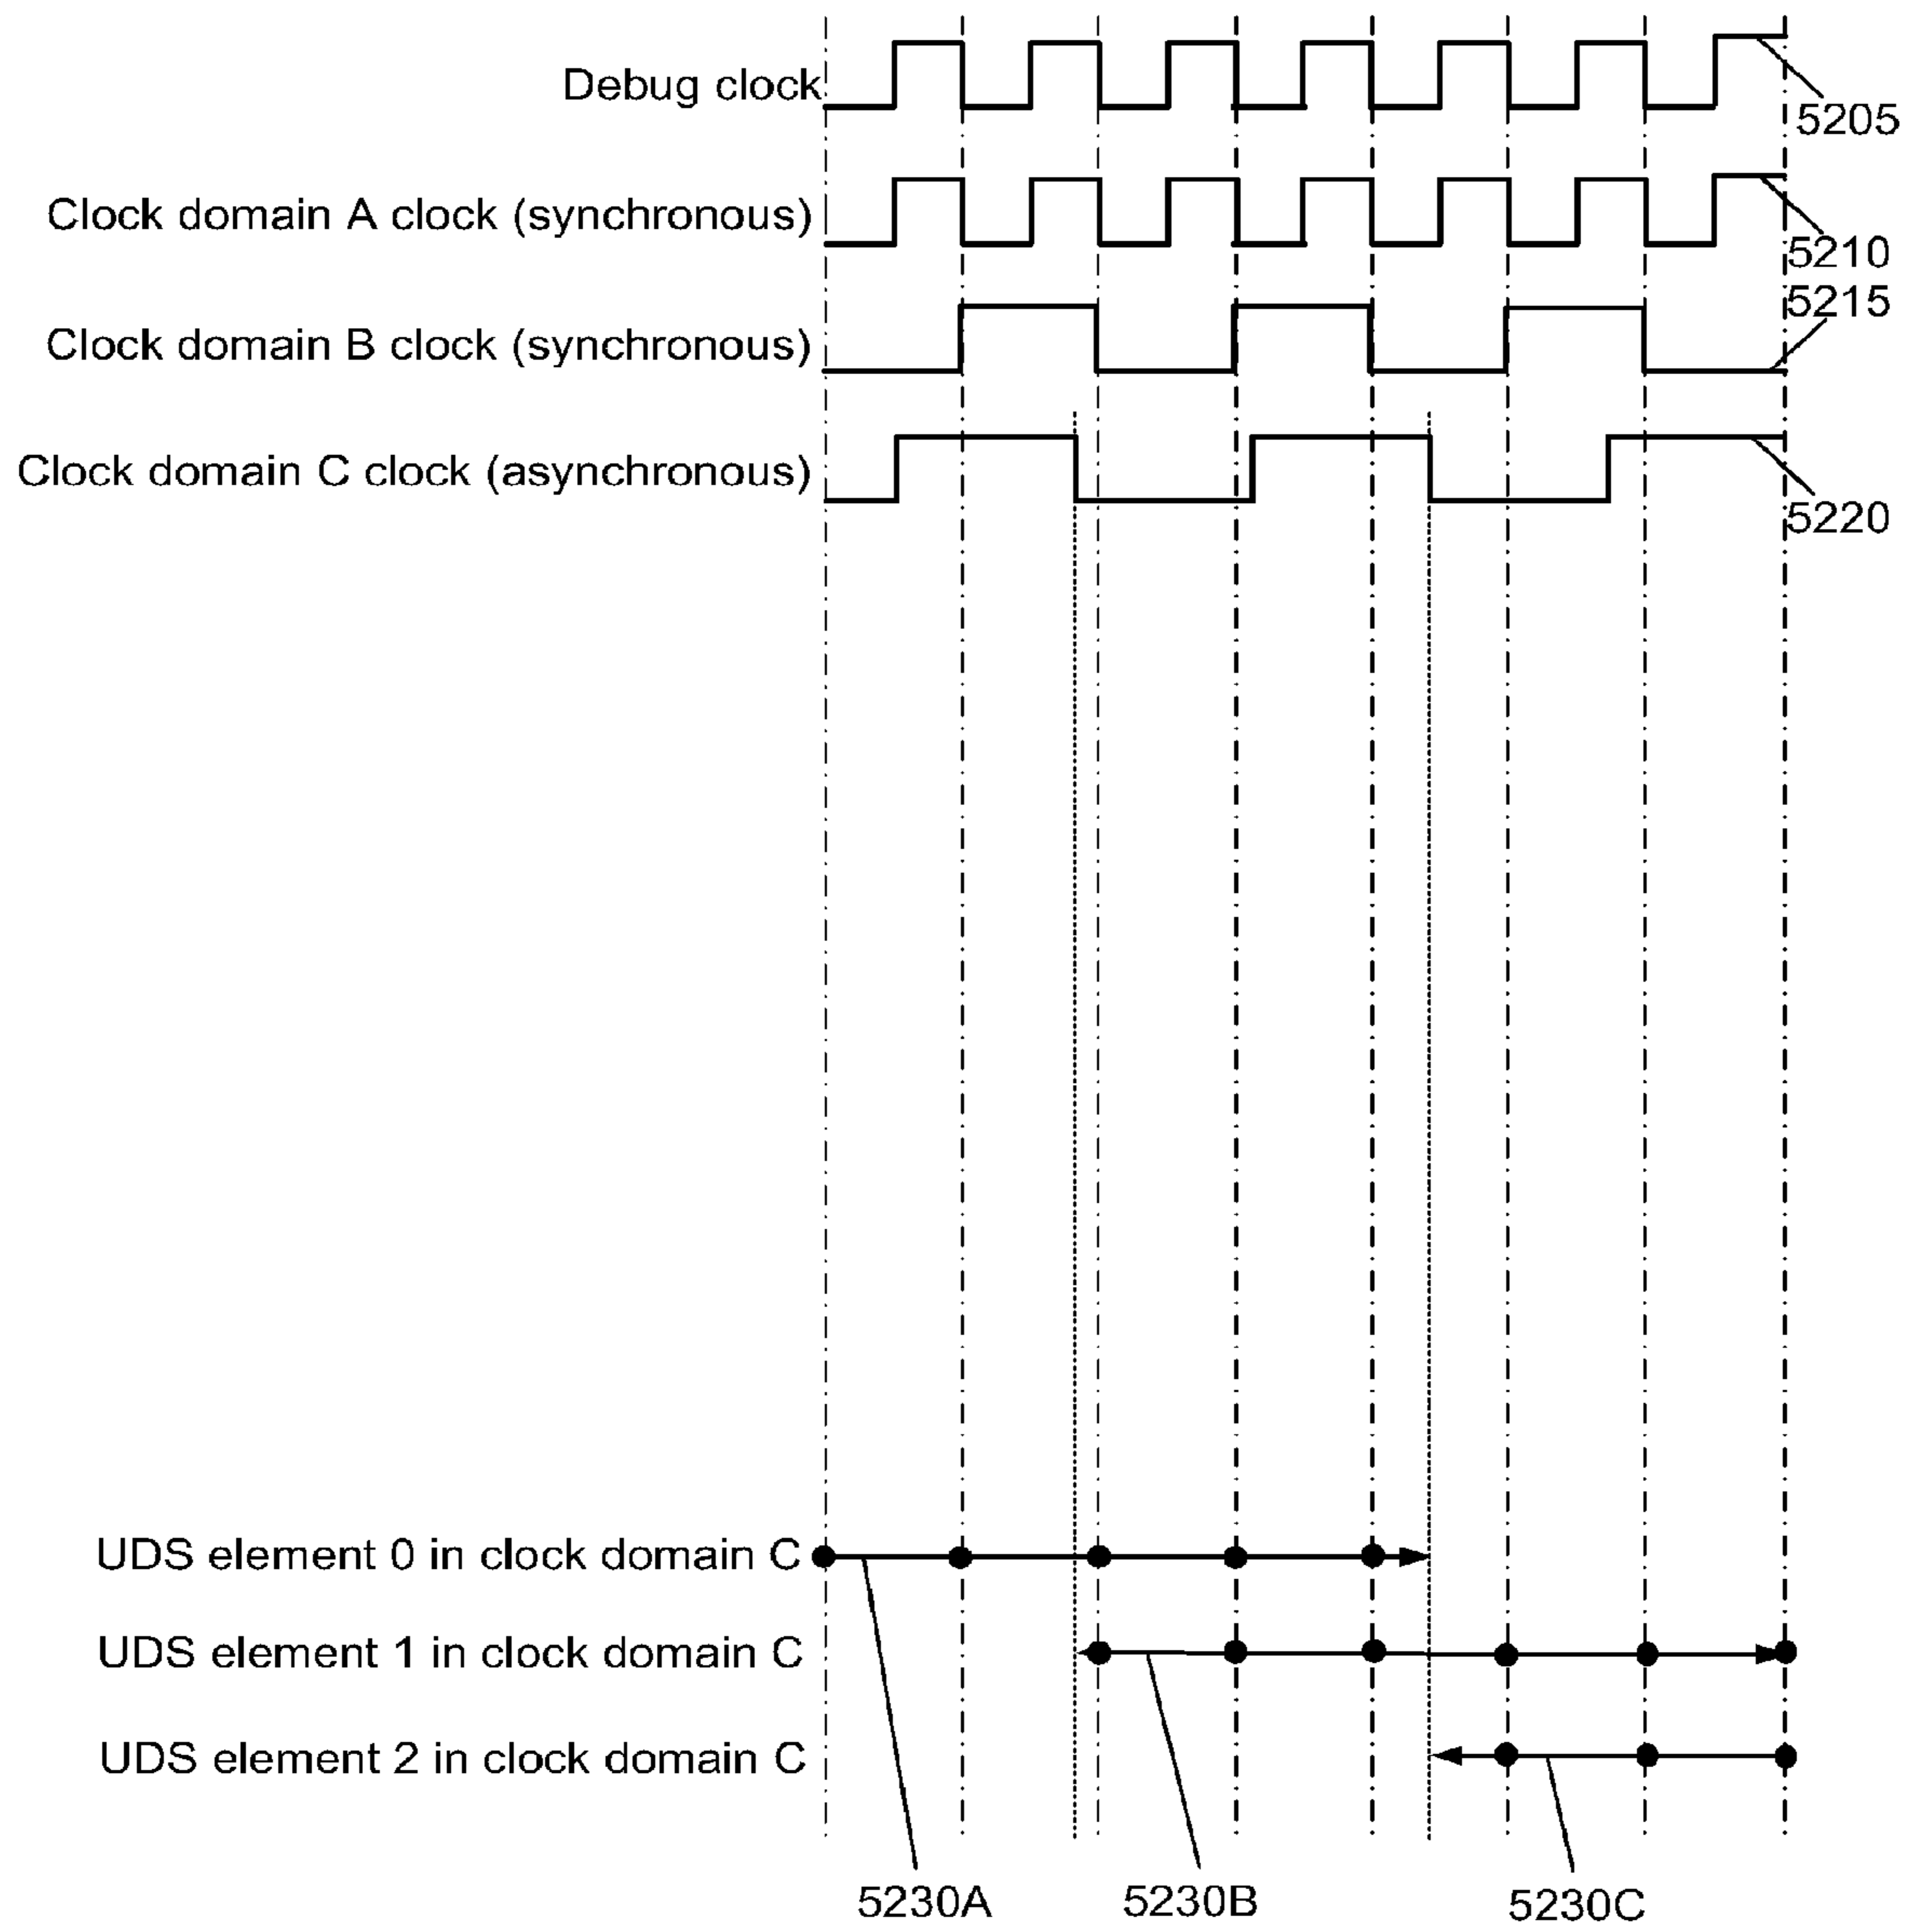 Debug clock
5205
Clock domain A clock (synchronous)
5210
5215
Clock domain B clock (synchronous)
Clock domain C clock (asynchronous)
5220
UDS element 0 in clock domain C
UDS element 1 in clock domain C
UDS element 2 in clock domain C
5230A
5230B
5230C